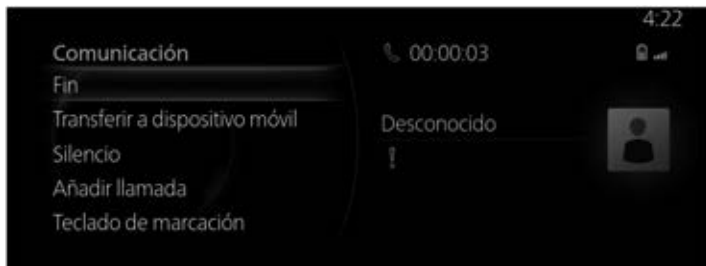 4:22
Comunicación
00:00:03
Fin
Transferir a dispositivo móvil
Desconocido
Silencio
Añadir llamada
Teclado de marcación